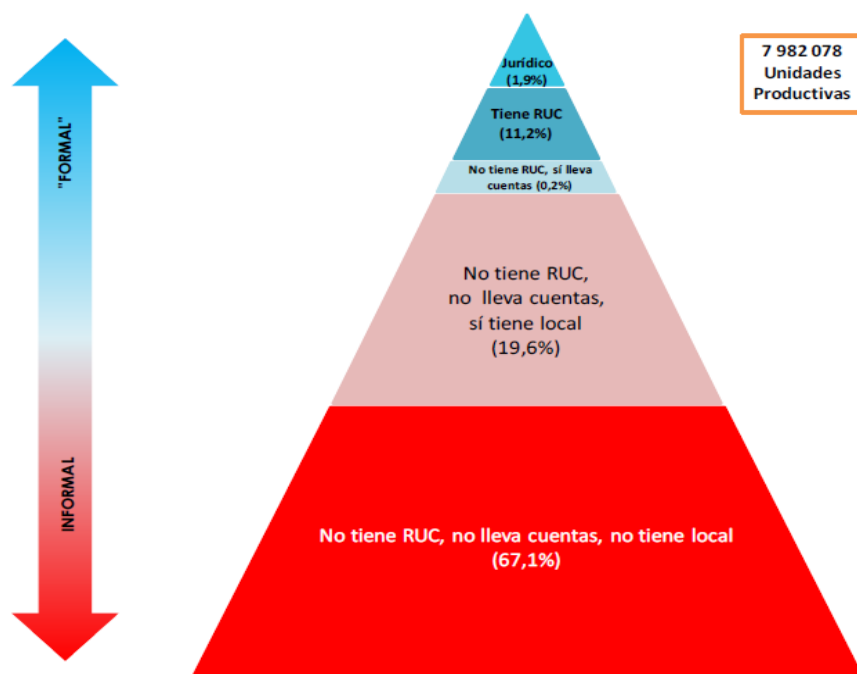 7 982 078
Unidades
Productivas
Jurídico
(1,9%)
Tiene RUC
(11,2%)
No tiene RUC, sí lleva
cuentas (0,2%)
No tiene RUC,
no lleva cuentas,
sí tiene local
(19,6%)
No tiene RUC, no lleva cuentas, no tiene local
(67,1%)
"FORMAL"
INFORMAL